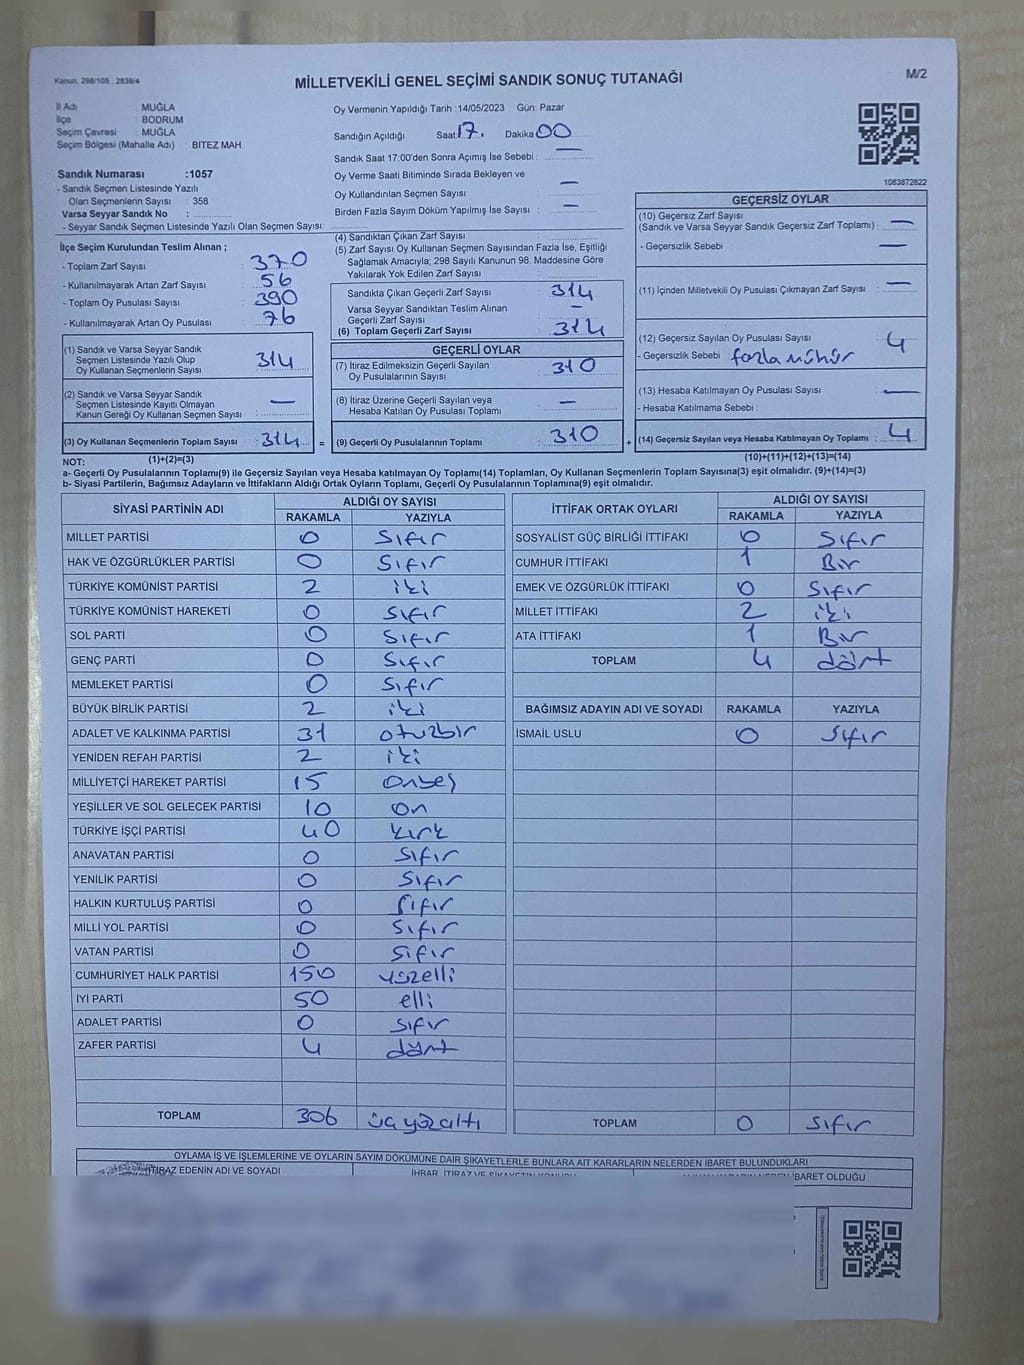 Kanun: 298/105 , 2839/4
MİLLETVEKİLİ GENEL SEÇİMİ SANDIK SONUÇ TUTANAĞI
M/2
İl Adı : MUĞLA
İlçe : BODRUM
Seçim Çevresi : MUĞLA
Seçim Bölgesi (Mahalle Adı) : BİTEZ MAH.
Sandık Numarası :1057
- Sandık Seçmen Listesinde Yazılı
Olan Seçmenlerin Sayısı : 358
Varsa Seyyar Sandık No :
- Seyyar Sandık Seçmen Listesinde Yazılı Olan Seçmen Sayısı:
Oy Vermenin Yapıldığı Tarih :14/05/2023 Gün: Pazar
Sandığın Açıldığı Saat 17. Dakika 00
Sandık Saat 17:00'den Sonra Açımış İse Sebebi : —
Oy Verme Saati Bitiminde Sırada Bekleyen ve
Oy Kullandırılan Seçmen Sayısı : —
Birden Fazla Sayım Döküm Yapılmış İse Sayısı : —
1083872822
İlçe Seçim Kurulundan Teslim Alınan ;
- Toplam Zarf Sayısı : 370
- Kullanılmayarak Artan Zarf Sayısı : 56
- Toplam Oy Pusulası Sayısı : 390
- Kullanılmayarak Artan Oy Pusulası : 76
(1) Sandık ve Varsa Seyyar Sandık
Seçmen Listesinde Yazılı Olup
Oy Kullanan Seçmenlerin Sayısı : 314
(2) Sandık ve Varsa Seyyar Sandık
Seçmen Listesinde Kayıtlı Olmayan
Kanun Gereği Oy Kullanan Seçmen Sayısı : —
(3) Oy Kullanan Seçmenlerin Toplam Sayısı : 314 =
(1)+(2)=(3)
(4) Sandıktan Çıkan Zarf Sayısı :
(5) Zarf Sayısı Oy Kullanan Seçmen Sayısından Fazla İse, Eşitliği
Sağlamak Amacıyla; 298 Sayılı Kanunun 98. Maddesine Göre
Yakılarak Yok Edilen Zarf Sayısı :
Sandıkta Çıkan Geçerli Zarf Sayısı : 314
Varsa Seyyar Sandıktan Teslim Alınan
Geçerli Zarf Sayısı : —
(6) Toplam Geçerli Zarf Sayısı : 314
GEÇERLİ OYLAR
(7) İtiraz Edilmeksizin Geçerli Sayılan
Oy Pusulalarının Sayısı : 310
(8) İtiraz Üzerine Geçerli Sayılan veya
Hesaba Katılan Oy Pusulası Toplamı : —
(9) Geçerli Oy Pusulalarının Toplamı : 310 +
GEÇERSİZ OYLAR
(10) Geçersiz Zarf Sayısı
(Sandık ve Varsa Seyyar Sandık Geçersiz Zarf Toplamı) : —
- Geçersizlik Sebebi : —
(11) İçinden Milletvekili Oy Pusulası Çıkmayan Zarf Sayısı : —
(12) Geçersiz Sayılan Oy Pusulası Sayısı : 4
- Geçersizlik Sebebi : fazla mühür
(13) Hesaba Katılmayan Oy Pusulası Sayısı : —
- Hesaba Katılmama Sebebi :
(14) Geçersiz Sayılan veya Hesaba Katılmayan Oy Toplamı : 4
(10)+(11)+(12)+(13)=(14)
NOT:
a- Geçerli Oy Pusulalarının Toplamı(9) ile Geçersiz Sayılan veya Hesaba katılmayan Oy Toplamı(14) Toplamları, Oy Kullanan Seçmenlerin Toplam Sayısına(3) eşit olmalıdır. (9)+(14)=(3)
b- Siyasi Partilerin, Bağımsız Adayların ve İttifakların Aldığı Ortak Oyların Toplamı, Geçerli Oy Pusulalarının Toplamına(9) eşit olmalıdır.
SİYASİ PARTİNİN ADI ALDIĞI OY SAYISI
RAKAMLA YAZIYLA
MİLLET PARTİSİ 0 Sıfır
HAK VE ÖZGÜRLÜKLER PARTİSİ 0 Sıfır
TÜRKİYE KOMÜNİST PARTİSİ 2 iki
TÜRKİYE KOMÜNİST HAREKETİ 0 Sıfır
SOL PARTİ 0 Sıfır
GENÇ PARTİ 0 Sıfır
MEMLEKET PARTİSİ 0 Sıfır
BÜYÜK BİRLİK PARTİSİ 2 iki
ADALET VE KALKINMA PARTİSİ 31 otuzbir
YENİDEN REFAH PARTİSİ 2 iki
MİLLİYETÇİ HAREKET PARTİSİ 15 onbeş
YEŞİLLER VE SOL GELECEK PARTİSİ 10 on
TÜRKİYE İŞÇİ PARTİSİ 40 kırk
ANAVATAN PARTİSİ 0 Sıfır
YENİLİK PARTİSİ 0 Sıfır
HALKIN KURTULUŞ PARTİSİ 0 Sıfır
MİLLİ YOL PARTİSİ 0 Sıfır
VATAN PARTİSİ 0 Sıfır
CUMHURİYET HALK PARTİSİ 150 yüzelli
İYİ PARTİ 50 elli
ADALET PARTİSİ 0 Sıfır
ZAFER PARTİSİ 4 dört
TOPLAM 306 üçyüzaltı
İTTİFAK ORTAK OYLARI ALDIĞI OY SAYISI
RAKAMLA YAZIYLA
SOSYALİST GÜÇ BİRLİĞİ İTTİFAKI 0 Sıfır
CUMHUR İTTİFAKI 1 Bir
EMEK VE ÖZGÜRLÜK İTTİFAKI 0 Sıfır
MİLLET İTTİFAKI 2 iki
ATA İTTİFAKI 1 Bir
TOPLAM 4 dört
BAĞIMSIZ ADAYIN ADI VE SOYADI RAKAMLA YAZIYLA
İSMAİL USLU 0 Sıfır
TOPLAM 0 Sıfır
OYLAMA İŞ VE İŞLEMLERİNE VE OYLARIN SAYIM DÖKÜMÜNE DAİR ŞİKAYETLERLE BUNLARA AİT KARARLARIN NELERDEN İBARET BULUNDUKLARI
İTİRAZ EDENİN ADI VE SOYADI
İHBAR, İTİRAZ VE ŞİKAYETİN KONUSU
İBARET OLDUĞU